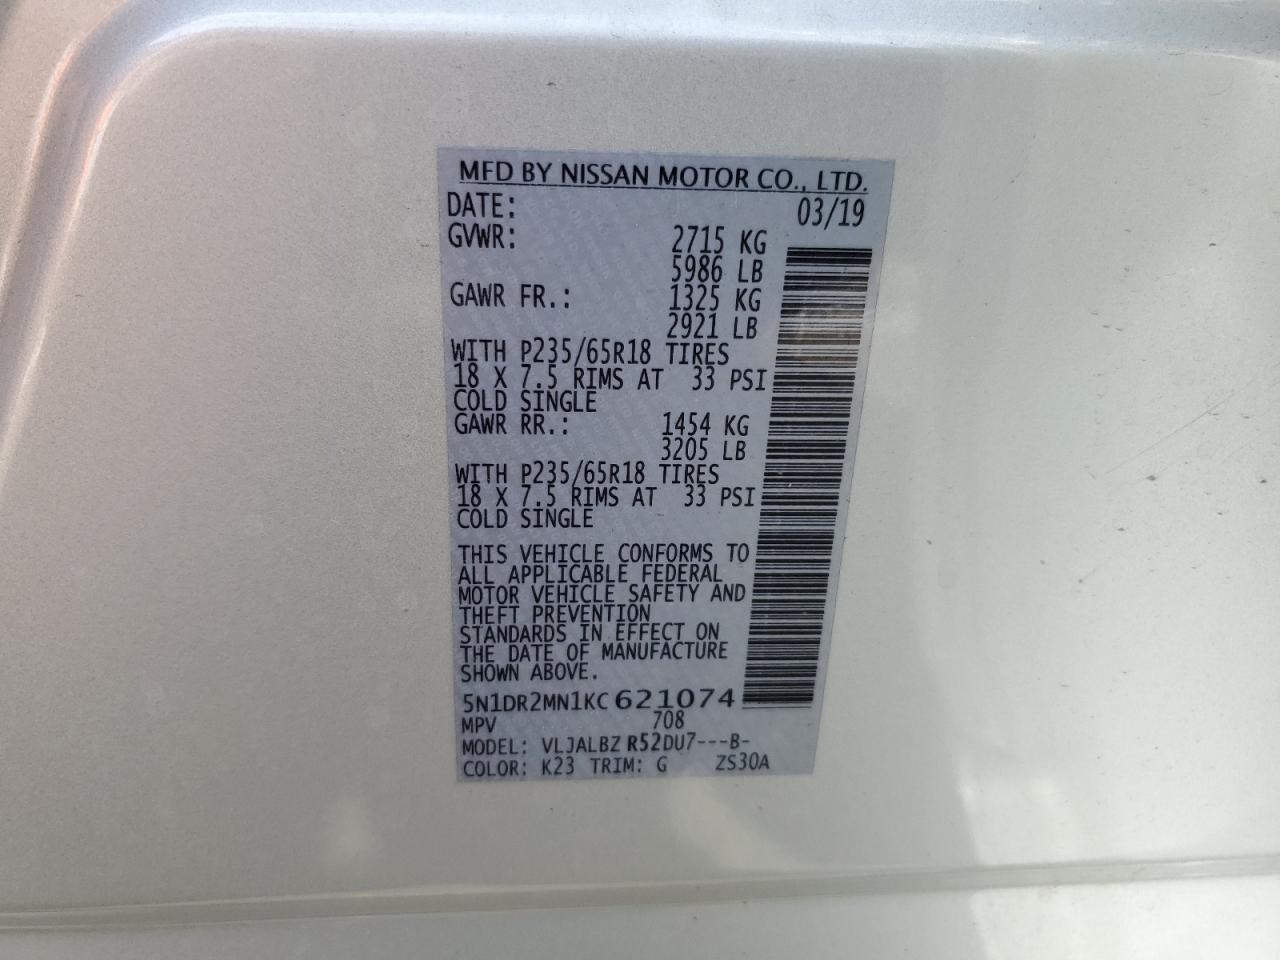 MFD BY NISSAN MOTOR CO., LTD.
DATE: 03/19
GVWR: 2715 KG
5986 LB
GAWR FR.: 1325 KG
2921 LB
WITH P235/65R18 TIRES
18 X 7.5 RIMS AT 33 PSI
COLD SINGLE
GAWR RR.: 1454 KG
3205 LB
WITH P235/65R18 TIRES
18 X 7.5 RIMS AT 33 PSI
COLD SINGLE
THIS VEHICLE CONFORMS TO
ALL APPLICABLE FEDERAL
MOTOR VEHICLE SAFETY AND
THEFT PREVENTION
STANDARDS IN EFFECT ON
THE DATE OF MANUFACTURE
SHOWN ABOVE.
5N1DR2MN1KC621074
MPV 708
MODEL: VLJALBZ R52DU7---B-
COLOR: K23 TRIM: G ZS30A